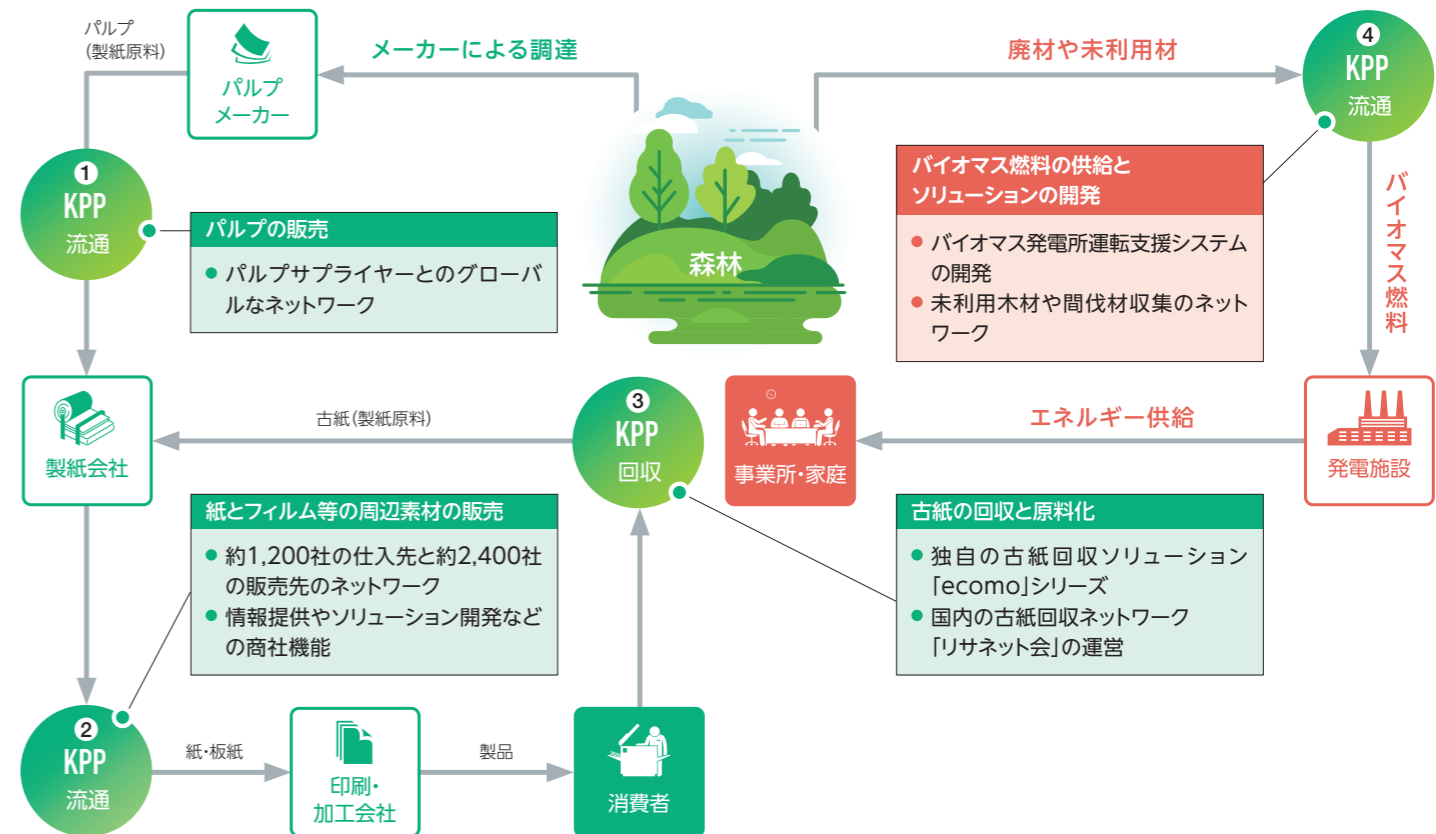 パルプ
(製紙原料)
パルプ
メーカー
メーカーによる調達
廃材や未利用材
4
KPP
流通
1
KPP
流通
パルプの販売
● パルプサプライヤーとのグローバ
ルなネットワーク
森林
バイオマス燃料の供給と
ソリューションの開発
● バイオマス発電所運転支援システム
の開発
● 未利用木材や間伐材収集のネット
ワーク
バイオマス燃料
製紙会社
古紙(製紙原料)
3
KPP
回収
事業所・家庭
エネルギー供給
発電施設
紙とフィルム等の周辺素材の販売
● 約1,200社の仕入先と約2,400社
の販売先のネットワーク
● 情報提供やソリューション開発など
の商社機能
古紙の回収と原料化
● 独自の古紙回収ソリューション
「ecomo」シリーズ
● 国内の古紙回収ネットワーク
「リサネット会」の運営
2
KPP
流通
紙・板紙
印刷・
加工会社
製品
消費者